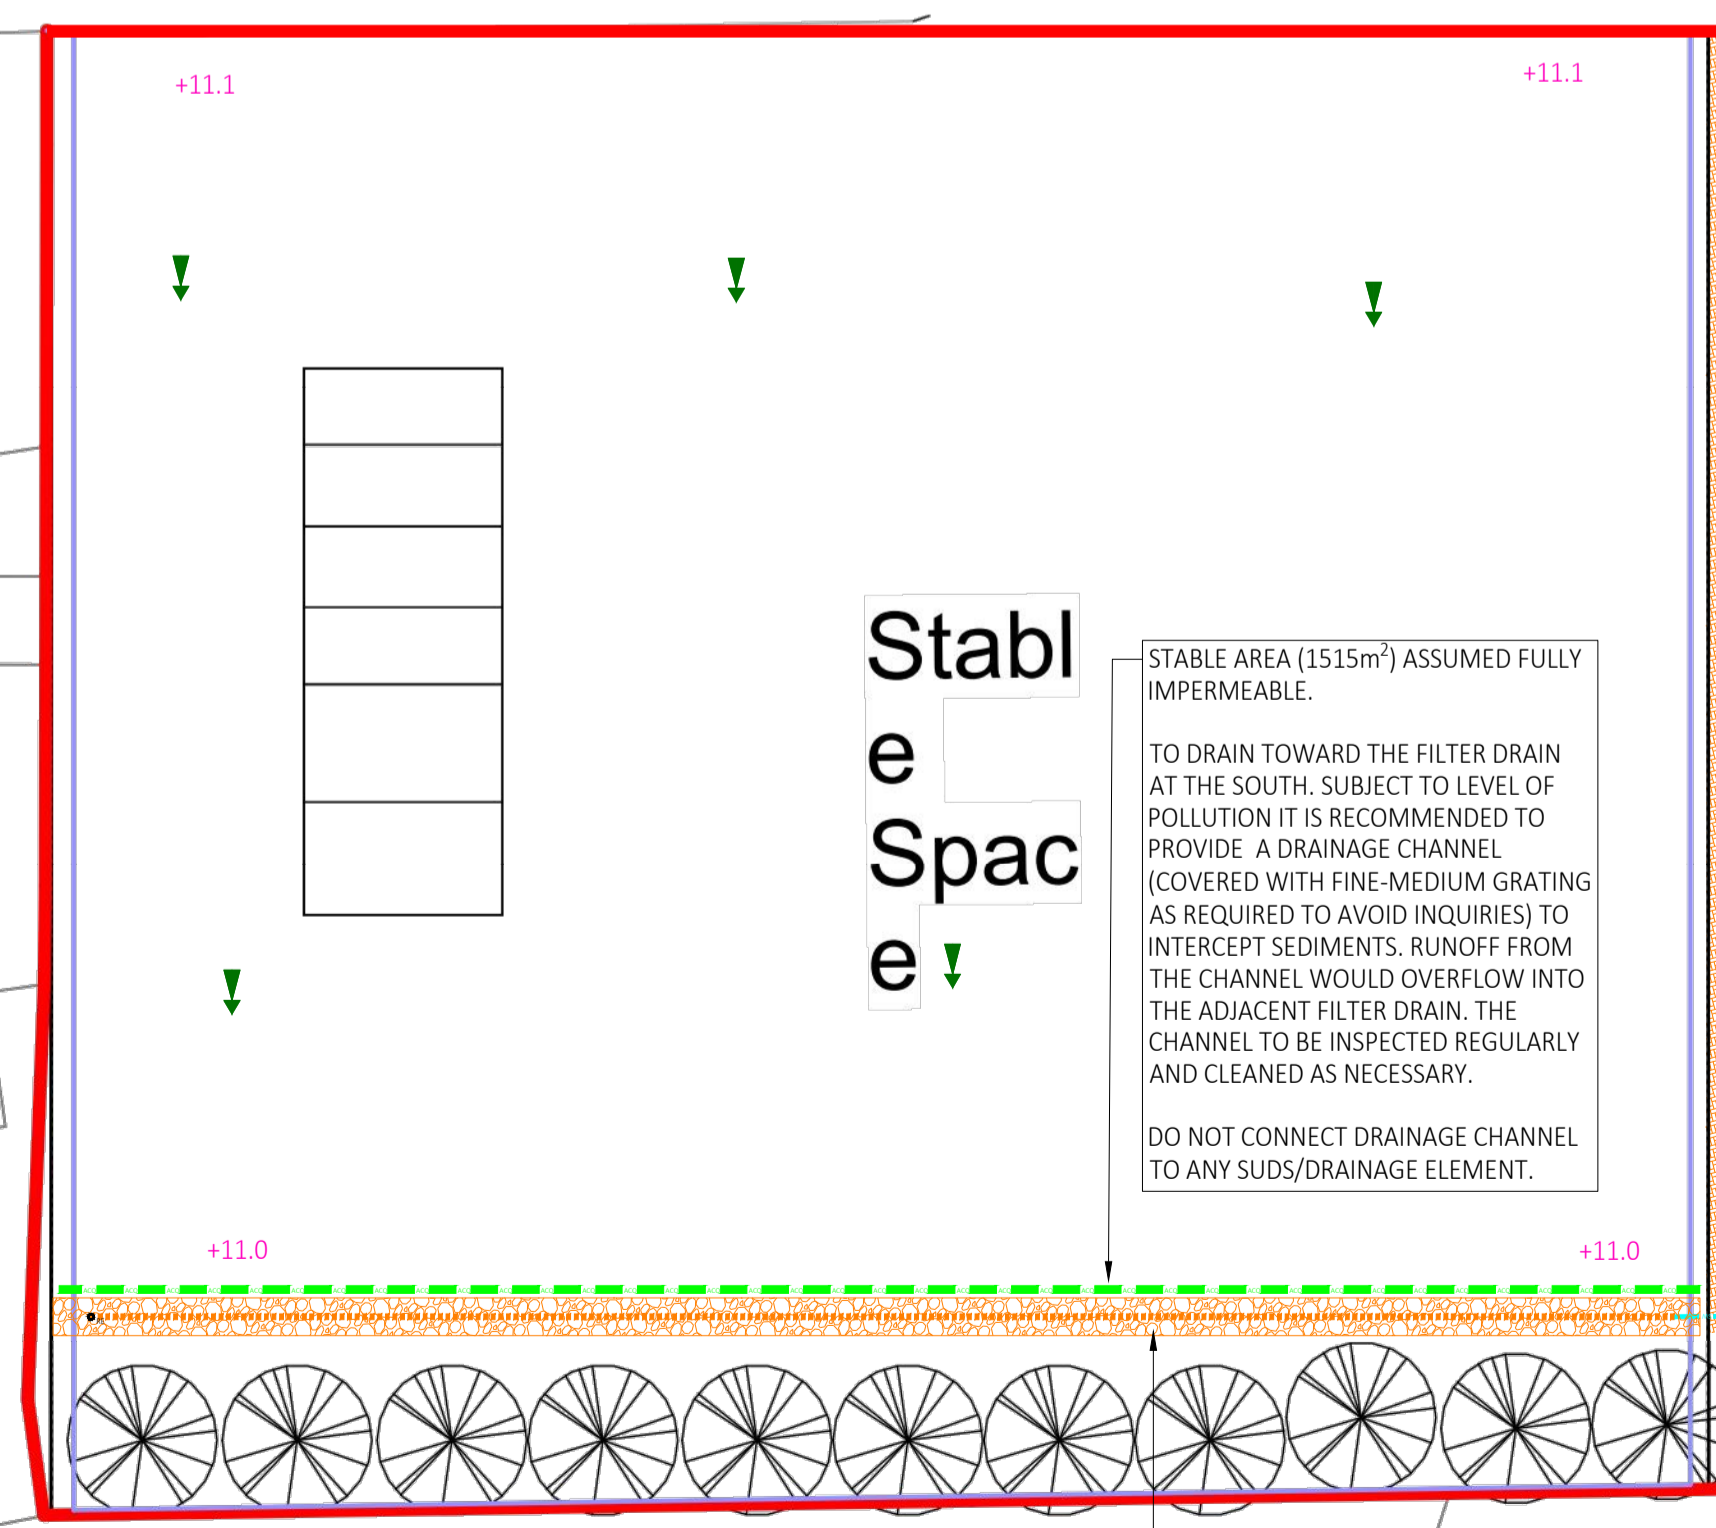 +11.1
+11.1
Stabl
e
Spac
e
STABLE AREA (1515m²) ASSUMED FULLY
IMPERMEABLE.
TO DRAIN TOWARD THE FILTER DRAIN
AT THE SOUTH. SUBJECT TO LEVEL OF
POLLUTION IT IS RECOMMENDED TO
PROVIDE A DRAINAGE CHANNEL
(COVERED WITH FINE-MEDIUM GRATING
AS REQUIRED TO AVOID INQUIRIES) TO
INTERCEPT SEDIMENTS. RUNOFF FROM
THE CHANNEL WOULD OVERFLOW INTO
THE ADJACENT FILTER DRAIN. THE
CHANNEL TO BE INSPECTED REGULARLY
AND CLEANED AS NECESSARY.
DO NOT CONNECT DRAINAGE CHANNEL
TO ANY SUDS/DRAINAGE ELEMENT.
+11.0
+11.0